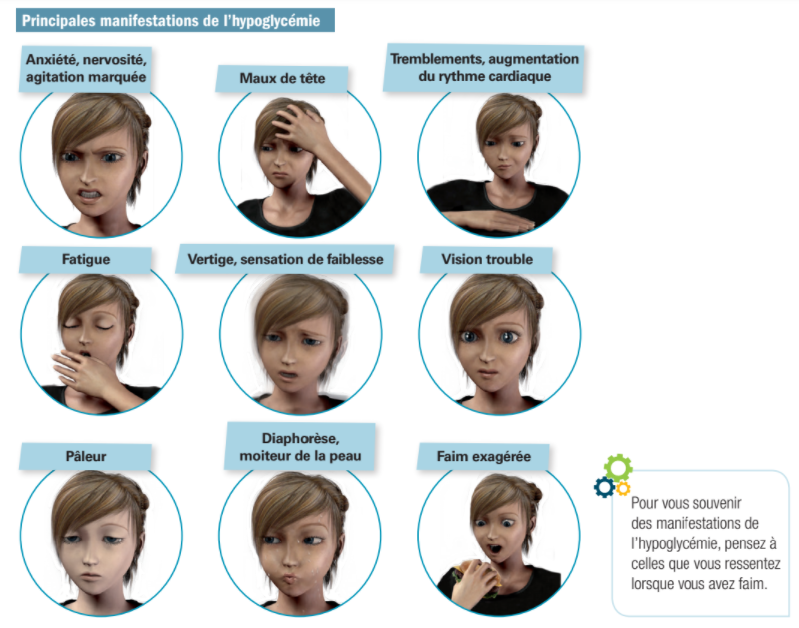 Principales manifestations de l'hypoglycémie
Anxiété, nervosité,
agitation marquée
Maux de tête
Tremblements, augmentation
du rythme cardiaque
Fatigue
Vertige, sensation de faiblesse
Vision trouble
Pâleur
Diaphorèse,
moiteur de la peau
Faim exagérée
Pour vous souvenir
des manifestations de
l'hypoglycémie, pensez à
celles que vous ressentez
lorsque vous avez faim.